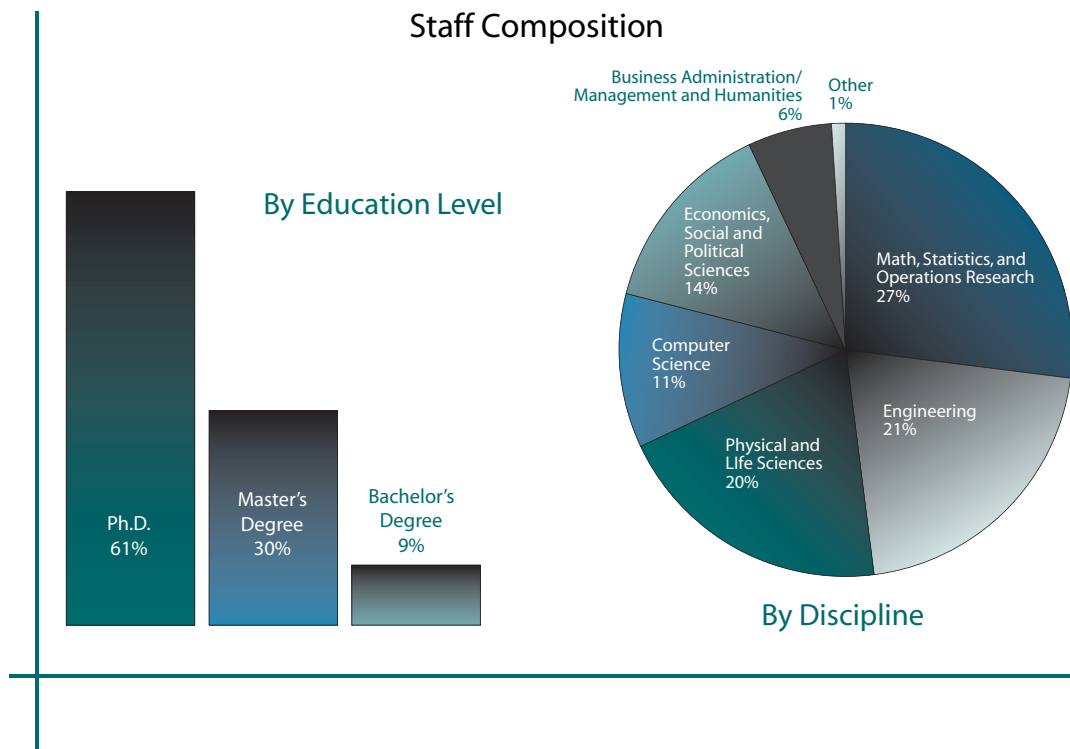 Staff Composition
By Education Level
Ph.D.
61%
Master’s
Degree
30%
Bachelor’s
Degree
9%
Business Administration/
Management and Humanities
6%
Other
1%
Math, Statistics, and
Operations Research
27%
Engineering
21%
Physical and
LIfe Sciences
20%
Computer
Science
11%
Economics,
Social and
Political
Sciences
14%
By Discipline